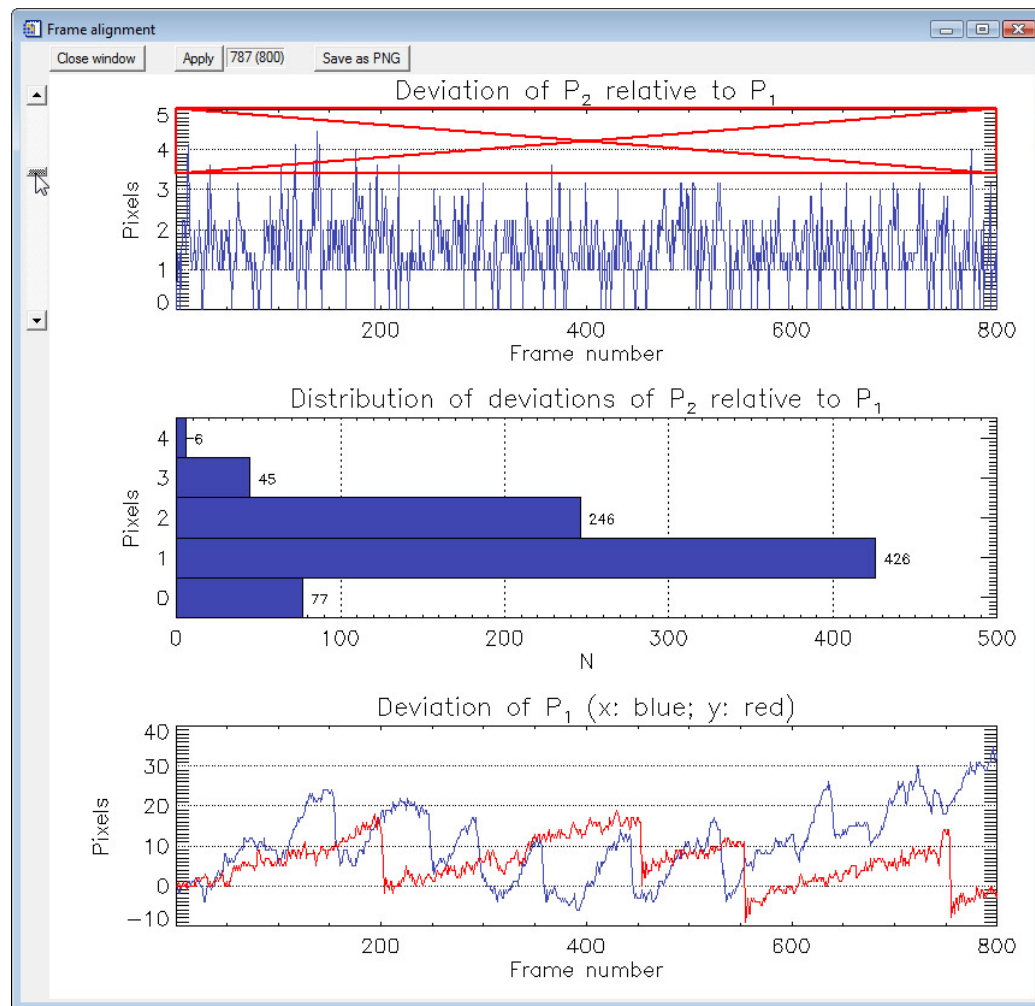 Frame alignment
Close window Apply 787 (800) Save as PNG
Deviation of P₂ relative to P₁
5
4
3
2
1
0
Pixels
200 400 600 800
Frame number
Distribution of deviations of P₂ relative to P₁
4 6
3 45
2 246
1 426
0 77
Pixels
0 100 200 300 400 500
N
Deviation of P₁ (x: blue; y: red)
40
30
20
10
0
−10
Pixels
200 400 600 800
Frame number